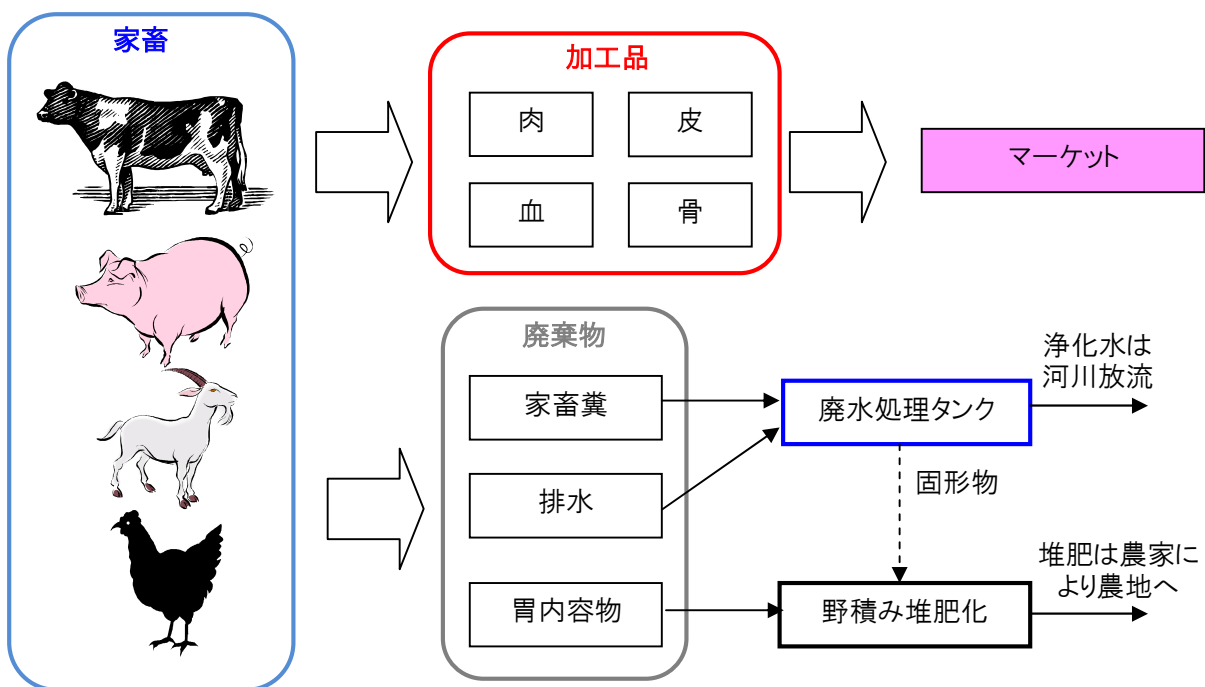 家畜
加工品
肉
皮
血
骨
マーケット
廃棄物
家畜糞
排水
胃内容物
廃水処理タンク
浄化水は
河川放流
固形物
野積み堆肥化
堆肥は農家に
より農地へ